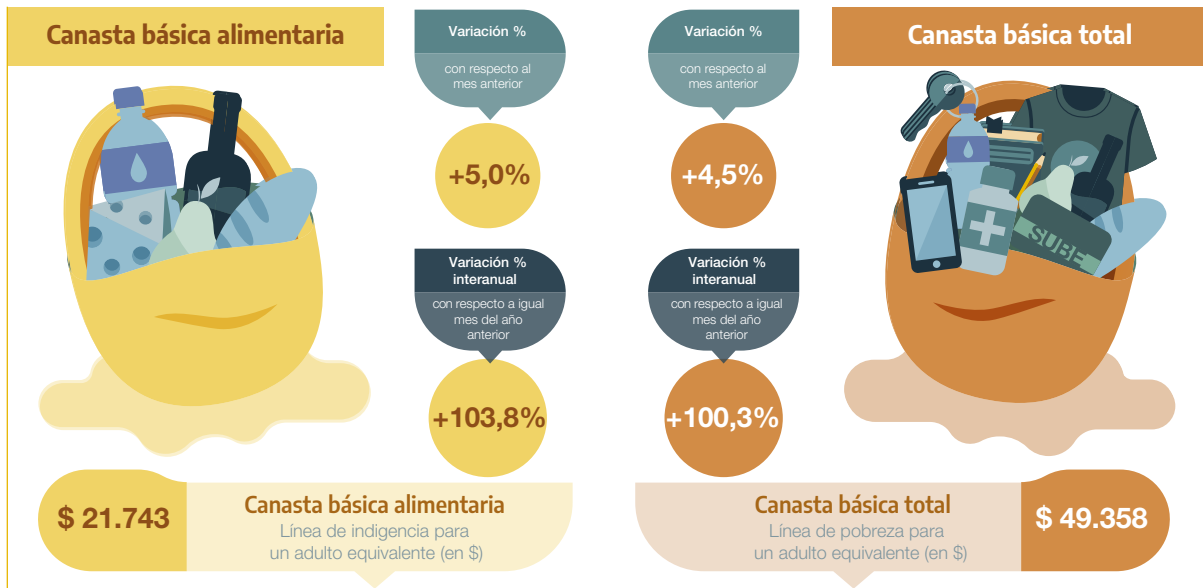 Canasta básica alimentaria
Variación %
con respecto al
mes anterior
+5,0%
Variación %
interanual
con respecto a igual
mes del año
anterior
+103,8%
$ 21.743
Canasta básica alimentaria
Línea de indigencia para
un adulto equivalente (en $)
Canasta básica total
Variación %
con respecto al
mes anterior
+4,5%
SUBE
Variación %
interanual
con respecto a igual
mes del año
anterior
+100,3%
Canasta básica total
Línea de pobreza para
un adulto equivalente (en $)
$ 49.358